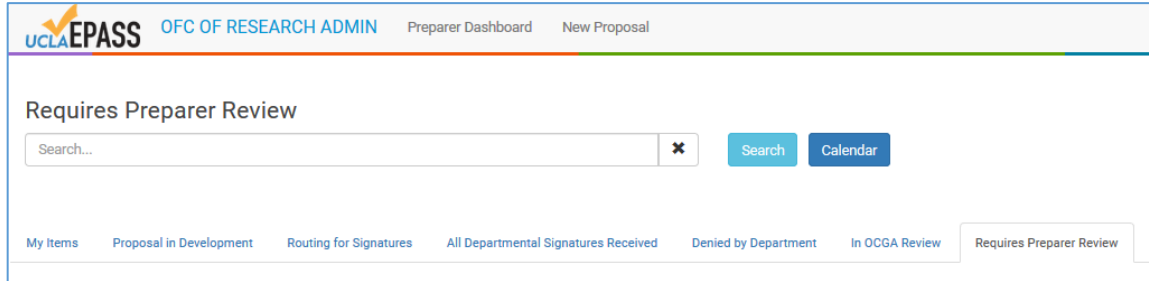 UCLA EPASS OFC OF RESEARCH ADMIN Preparer Dashboard New Proposal
Requires Preparer Review
Search... ✖ Search Calendar
My Items Proposal in Development Routing for Signatures All Departmental Signatures Received Denied by Department In OCGA Review Requires Preparer Review